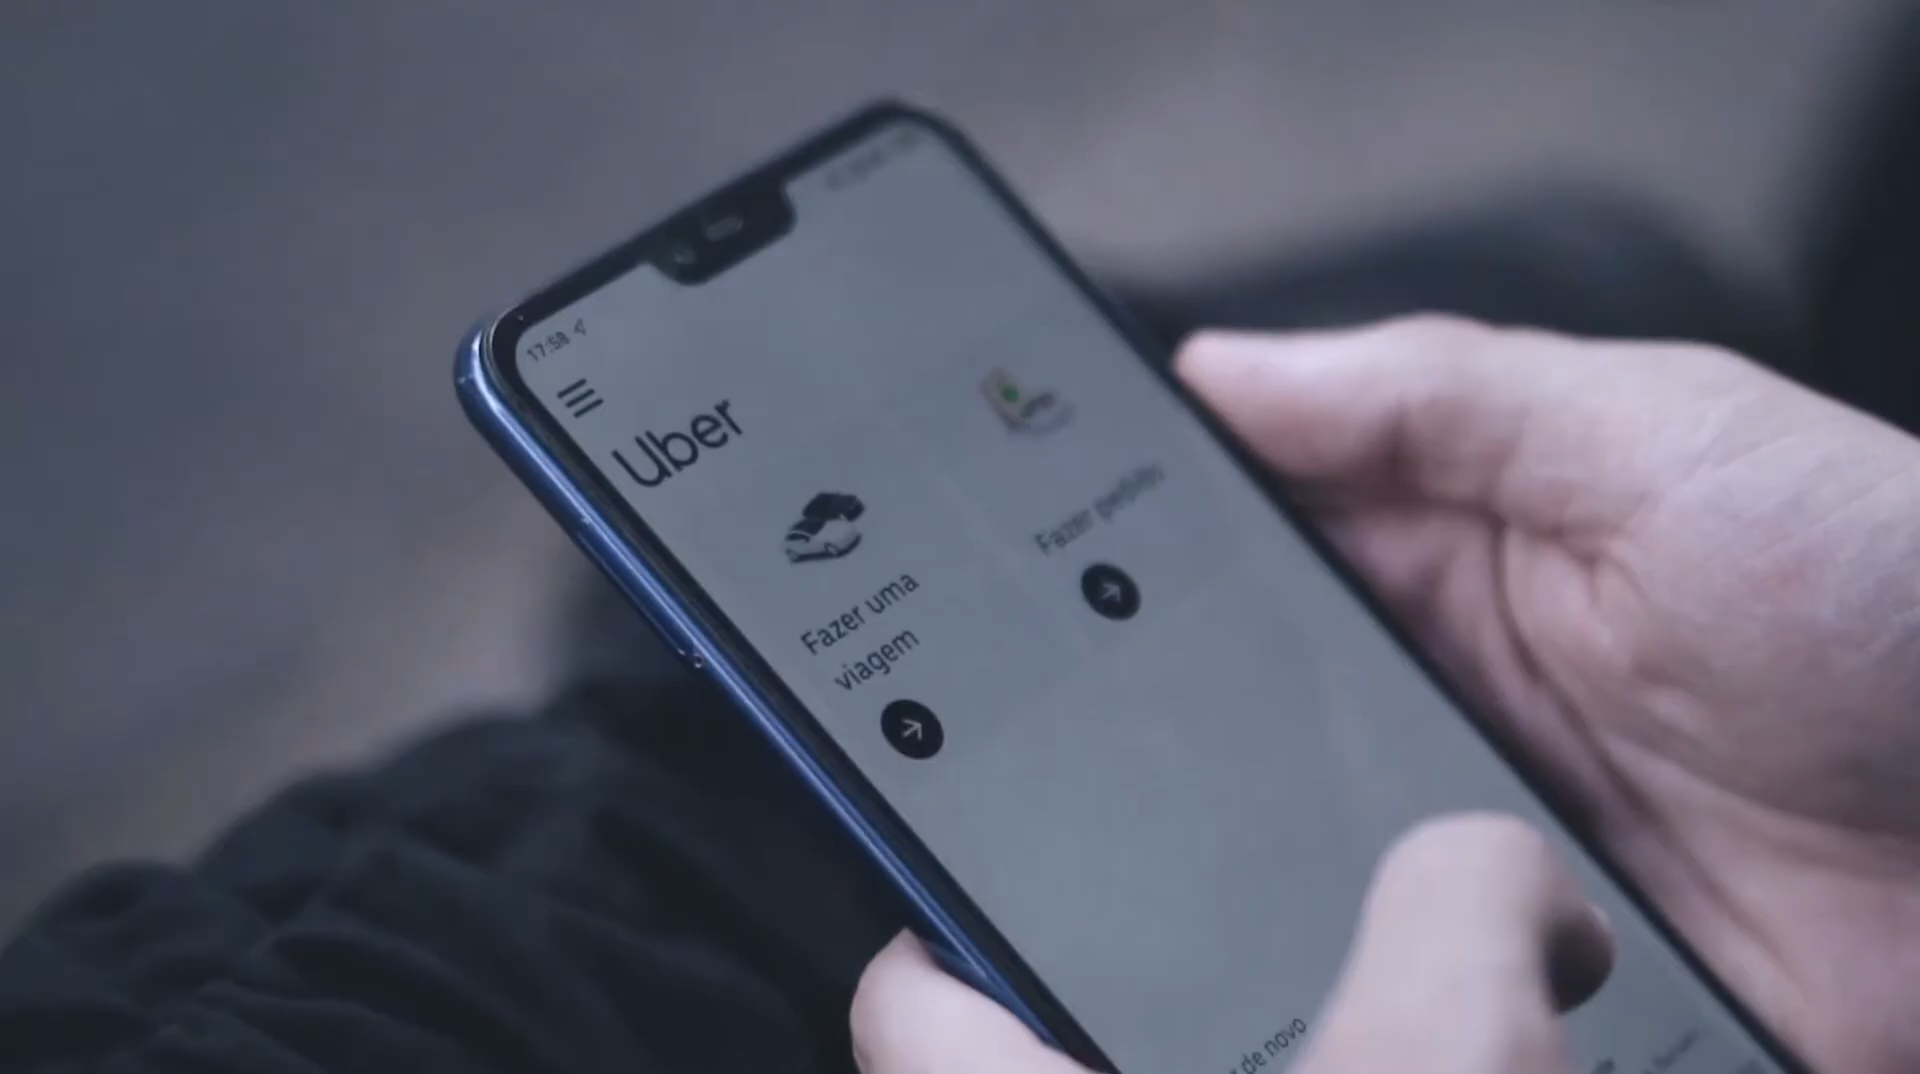 17:58
Uber
Fazer uma
viagem
Fazer pedido
de novo